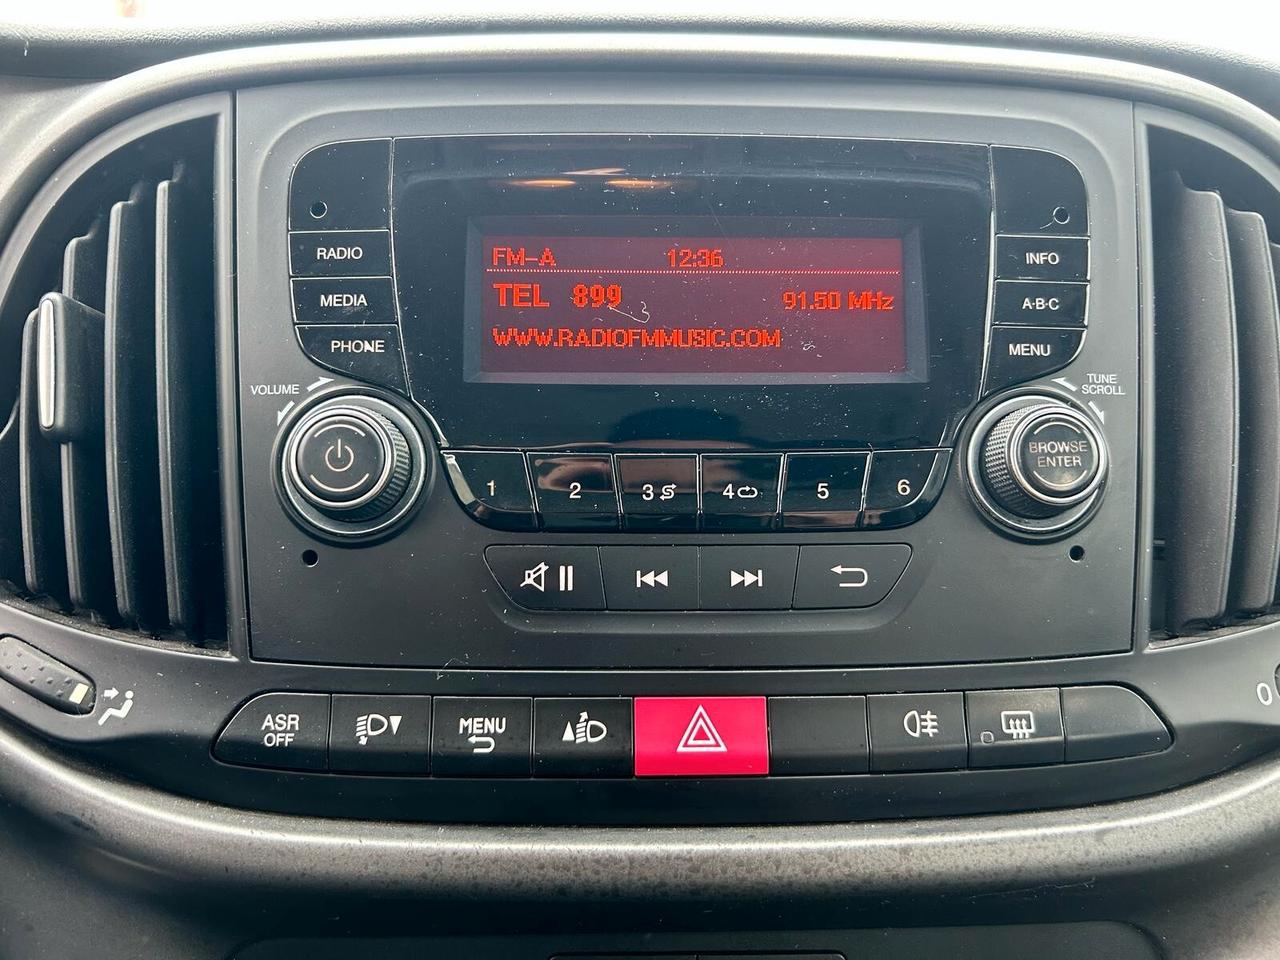 RADIO
MEDIA
PHONE
VOLUME
FM-A 12:36
TEL 899 91.50 MHz
WWW.RADIOFMMUSIC.COM
INFO
A·B·C
MENU
TUNE
SCROLL
BROWSE
ENTER
1 2 3 4 5 6
ASR
OFF
MENU
0